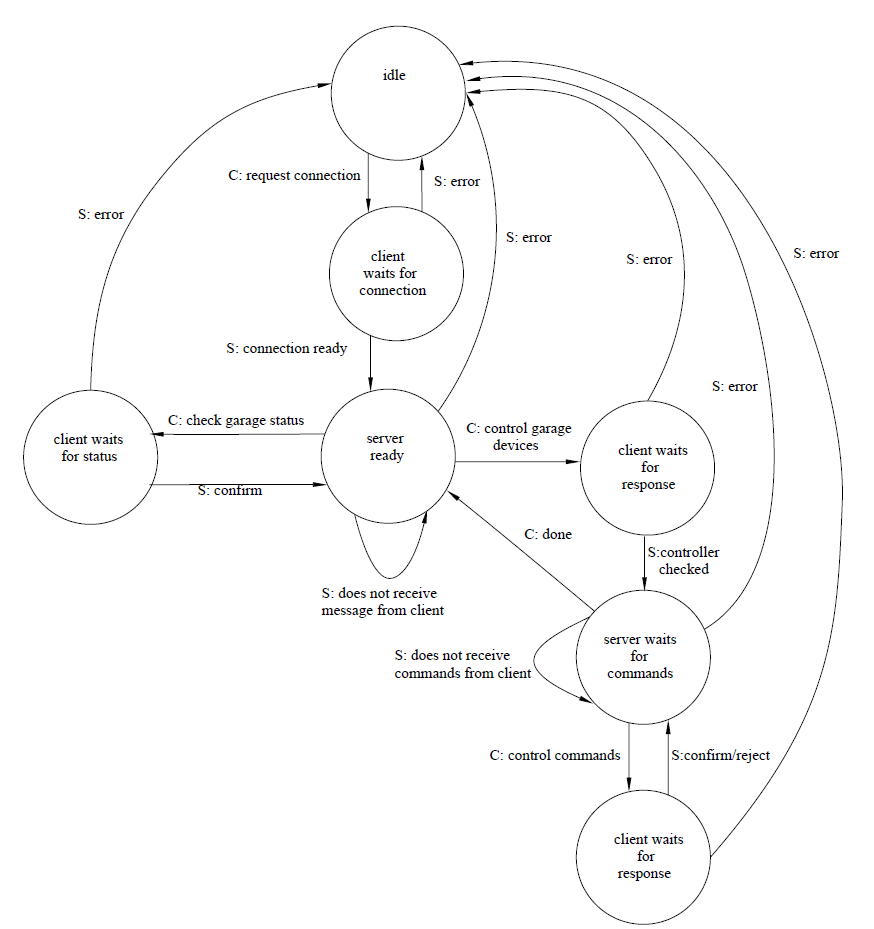 idle
C: request connection
S: error
S: error
S: error
S: error
S: error
client
waits for
connection
S: connection ready
S: error
C: check garage status
C: control garage
devices
client waits
for status
server
ready
client waits
for
response
S: confirm
C: done
S:controller
checked
S: does not receive
message from client
server waits
for
commands
S: does not receive
commands from client
C: control commands
S:confirm/reject
client waits
for
response